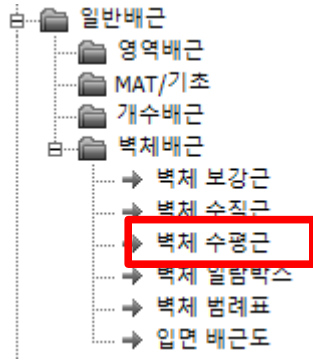 일반배근
영역배근
MAT/기초
개수배근
벽체배근
벽체 보강근
벽체 수직근
벽체 수평근
벽체 일람박스
벽체 범례표
입면 배근도